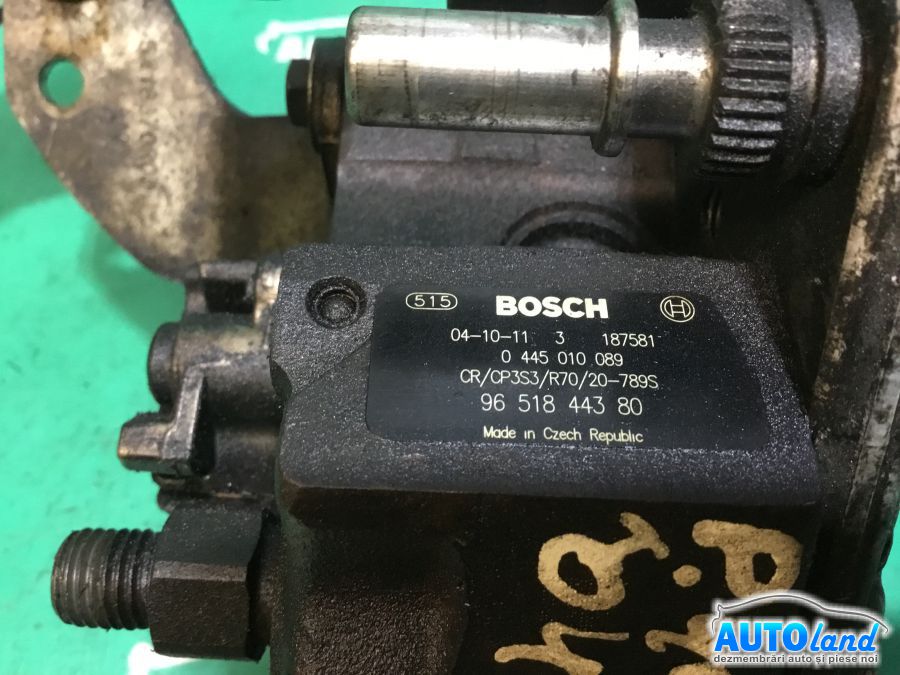 AUTO
515 BOSCH H
04-10-11 3 187581
0 445 010 089
CR/CP3S3/R70/20-789S
96 518 443 80
Made in Czech Republic
AUTOland
dezmembrări auto și piese noi